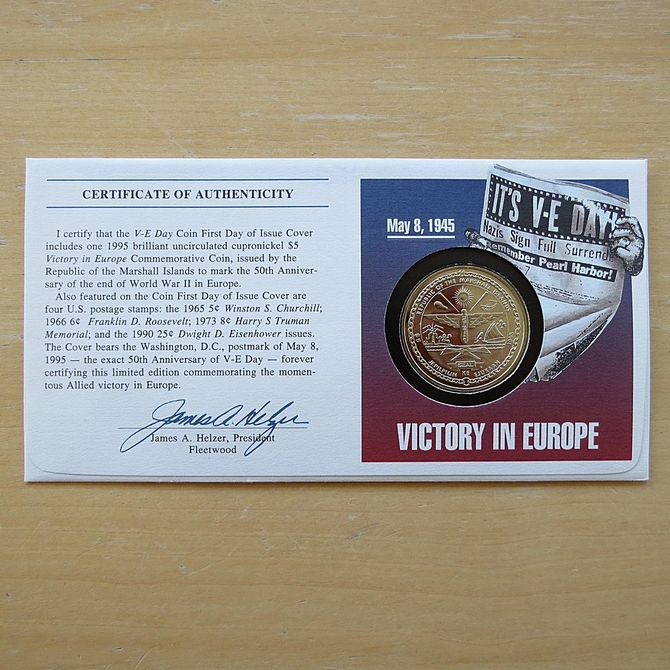 CERTIFICATE OF AUTHENTICITY
I certify that the V-E Day Coin First Day of Issue Cover
includes one 1995 brilliant uncirculated cupronickel $5
Victory in Europe Commemorative Coin, issued by the
Republic of the Marshall Islands to mark the 50th Anniver-
sary of the end of World War II in Europe.
Also featured on the Coin First Day of Issue Cover are
four U.S. postage stamps: the 1965 5¢ Winston S. Churchill;
1966 6¢ Franklin D. Roosevelt; 1973 8¢ Harry S Truman
Memorial; and the 1990 25¢ Dwight D. Eisenhower issues.
The Cover bears the Washington, D.C., postmark of May 8,
1995 — the exact 50th Anniversary of V-E Day — forever
certifying this limited edition commemorating the momen-
tous Allied victory in Europe.
James A. Helzer
James A. Helzer, President
Fleetwood
May 8, 1945
IT'S V-E DAY!
Nazis Sign Full Surrend
Remember Pearl Harbor!
REPUBLIC OF THE MARSHALL ISLANDS
SEAL
VICTORY IN EUROPE